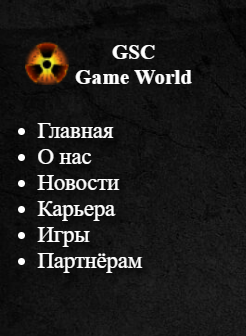 GSC
Game World
Главная
О нас
Новости
Карьера
Игры
Партнёрам